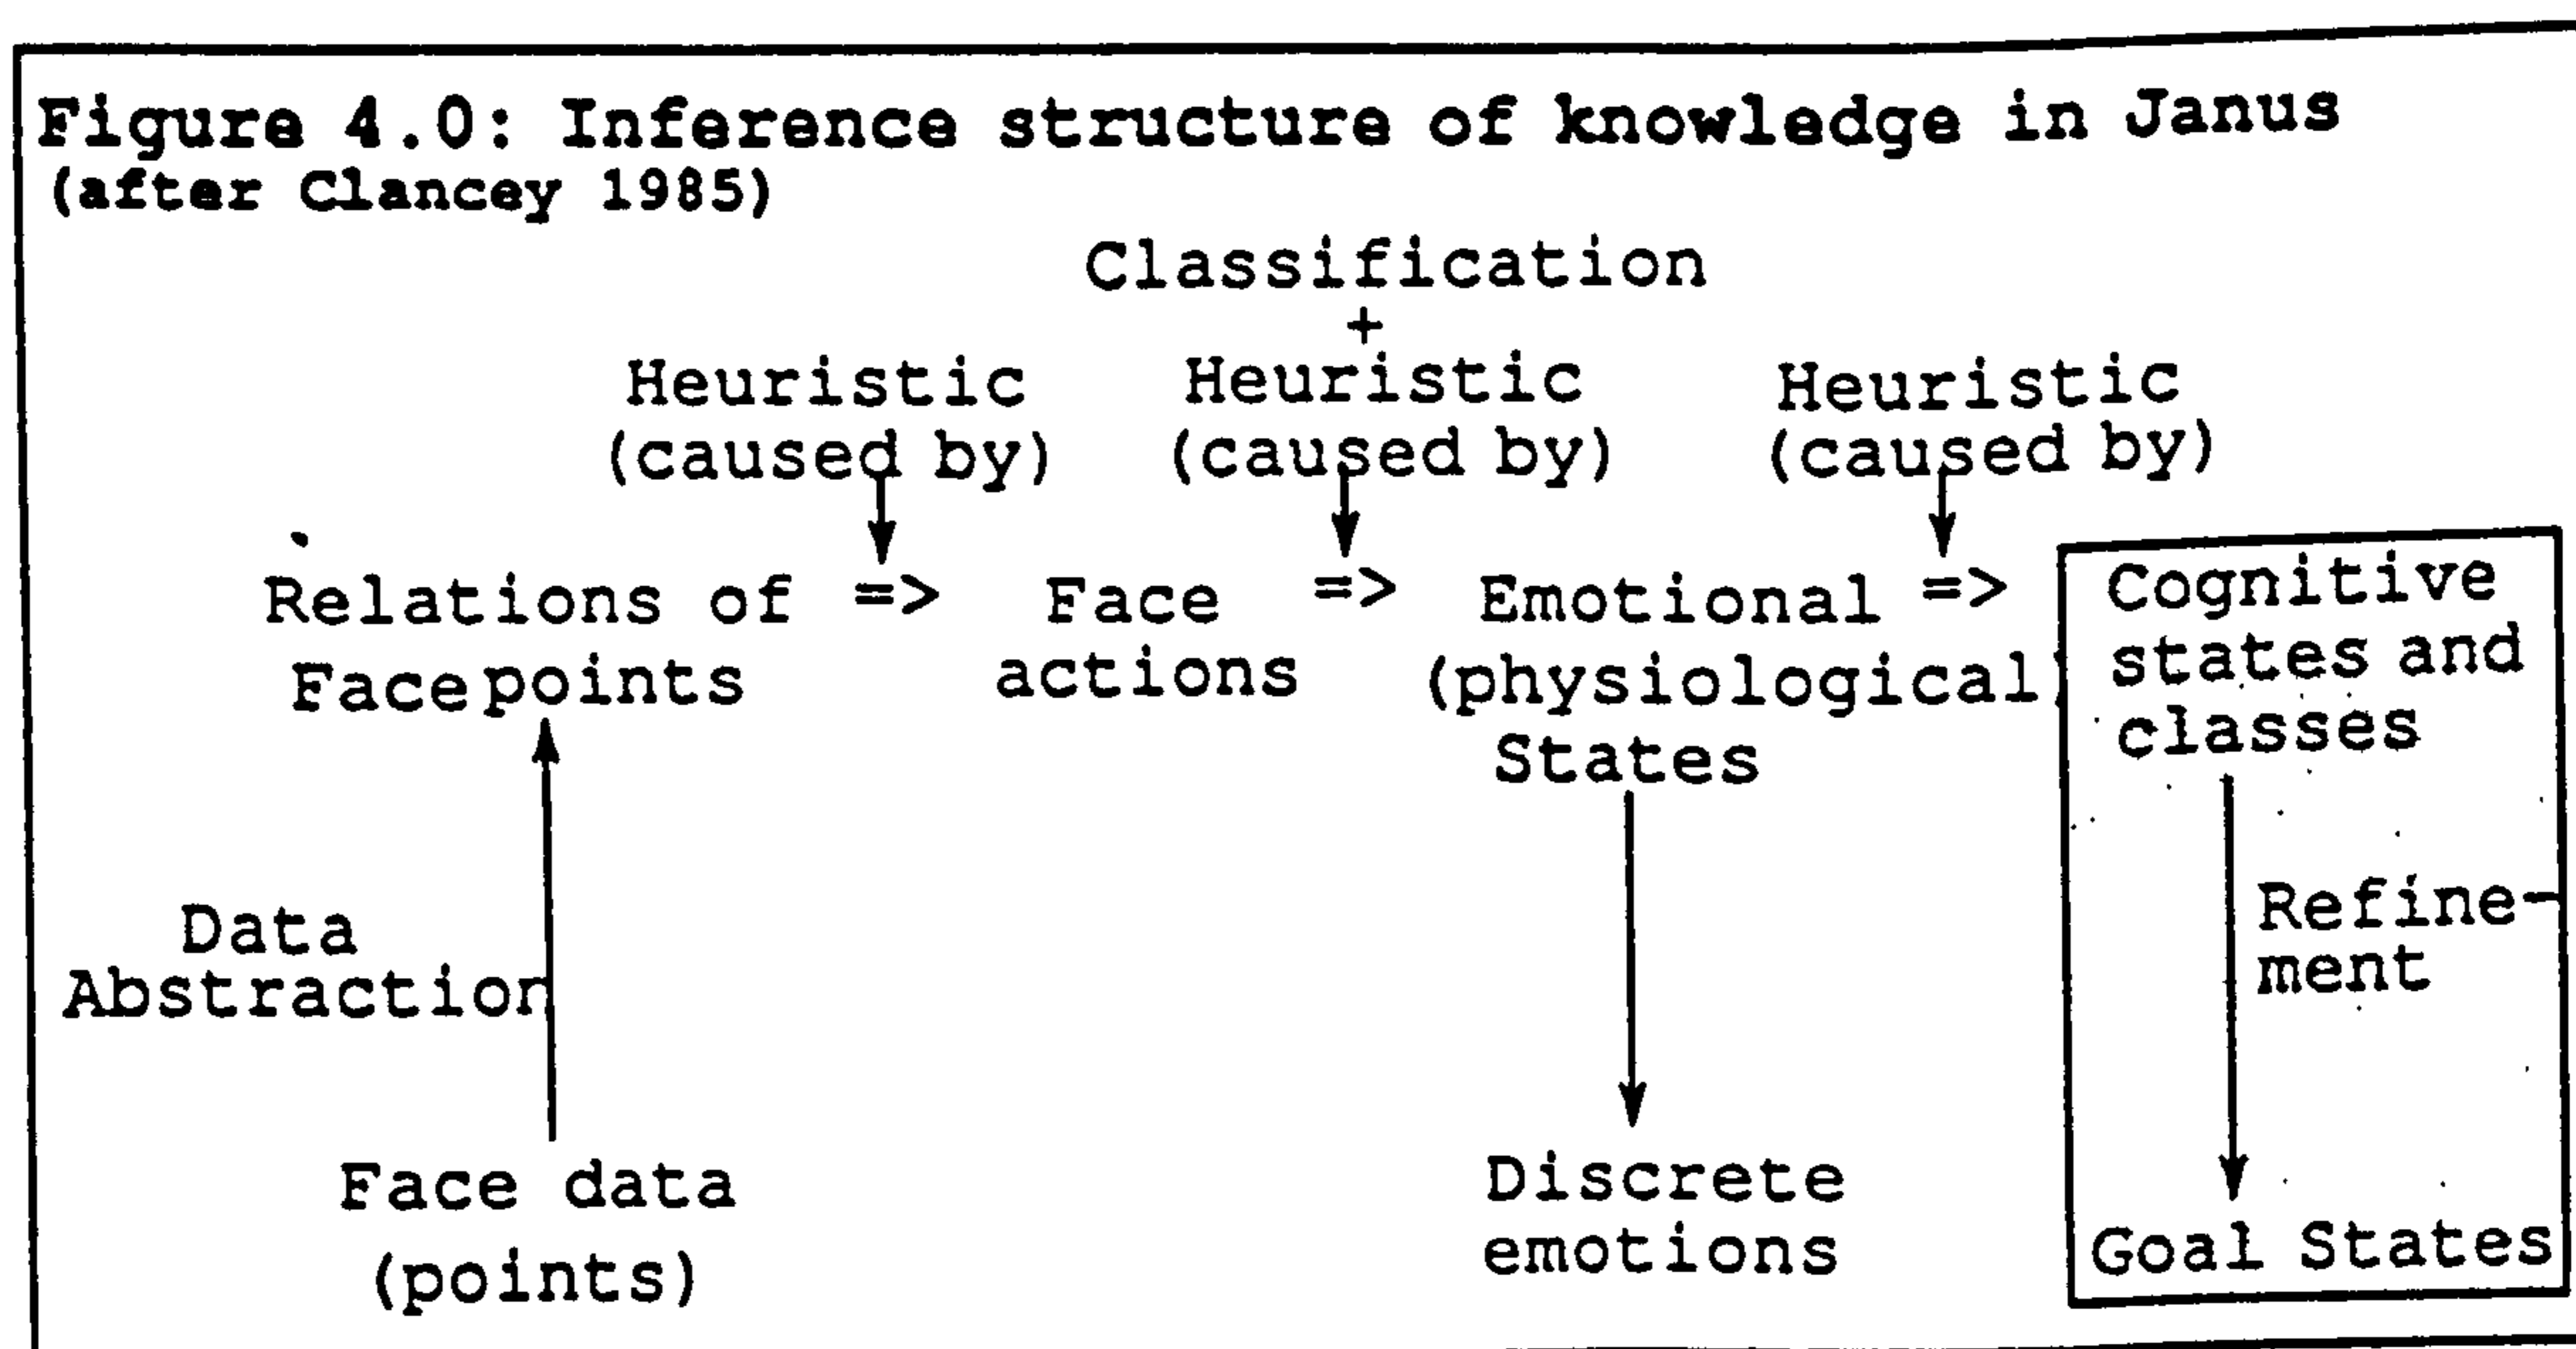 Figure 4.0: Inference structure of knowledge in Janus
(after Clancey 1985)
Classification
+
Heuristic
(caused by)
Heuristic
(caused by)
Heuristic
(caused by)
Relations of
Face points
=>
Face
actions
=>
Emotional
(physiological)
States
=>
Cognitive
states and
classes
Data
Abstraction
Refine-
ment
Face data
(points)
Discrete
emotions
Goal States